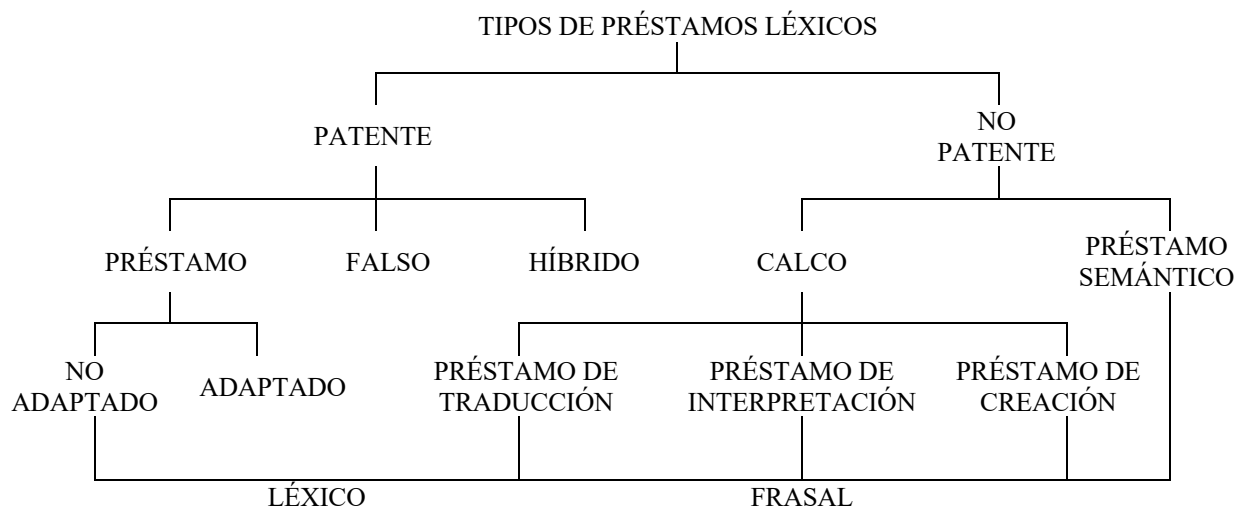 TIPOS DE PRÉSTAMOS LÉXICOS
PATENTE
NO
PATENTE
PRÉSTAMO
FALSO
HÍBRIDO
CALCO
PRÉSTAMO
SEMÁNTICO
NO
ADAPTADO
ADAPTADO
PRÉSTAMO DE
TRADUCCIÓN
PRÉSTAMO DE
INTERPRETACIÓN
PRÉSTAMO DE
CREACIÓN
LÉXICO
FRASAL